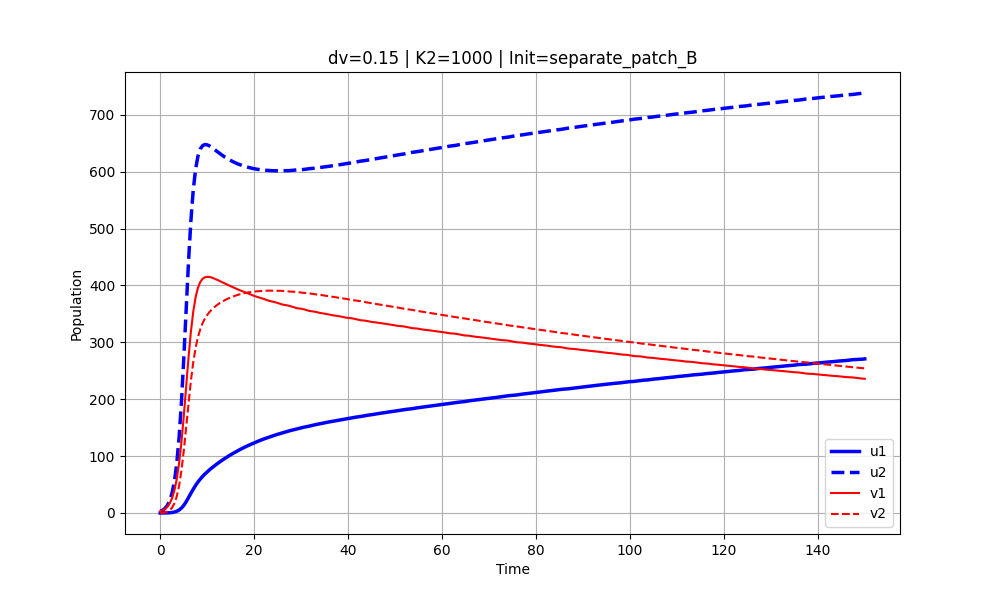 dv=0.15 | K2=1000 | Init=separate_patch_B
Population
700
600
500
400
300
200
100
0
0 20 40 60 80 100 120 140
Time
u1
u2
v1
v2